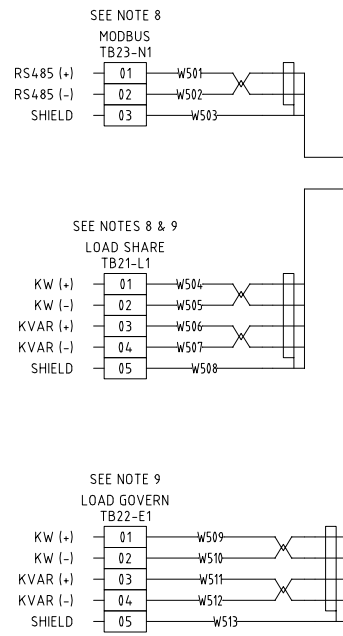 SEE NOTE 8
MODBUS
TB23-N1
RS485 (+) 01 W501
RS485 (-) 02 W502
SHIELD 03 W503
SEE NOTES 8 & 9
LOAD SHARE
TB21-L1
KW (+) 01 W504
KW (-) 02 W505
KVAR (+) 03 W506
KVAR (-) 04 W507
SHIELD 05 W508
SEE NOTE 9
LOAD GOVERN
TB22-E1
KW (+) 01 W509
KW (-) 02 W510
KVAR (+) 03 W511
KVAR (-) 04 W512
SHIELD 05 W513